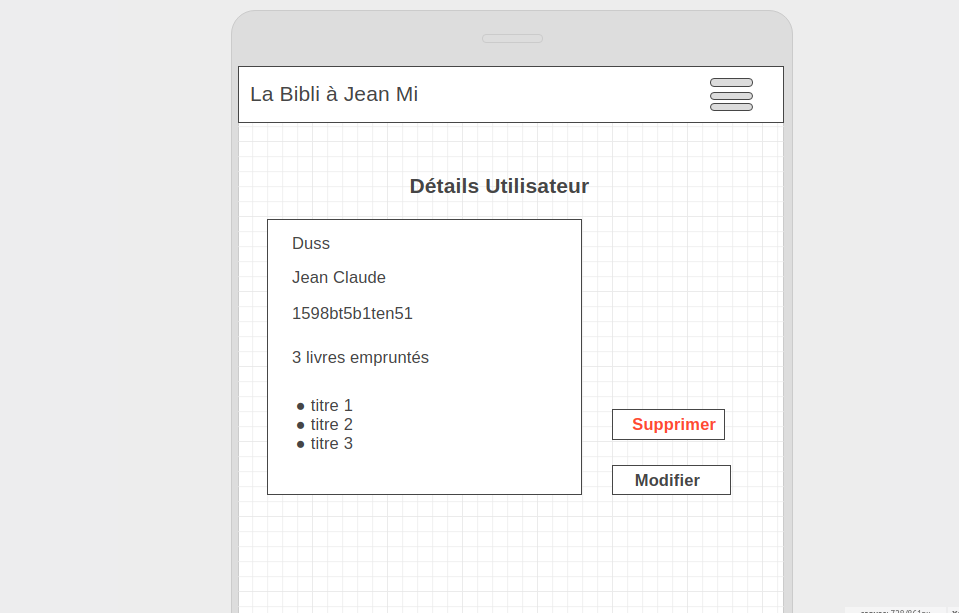 La Bibli à Jean Mi
Détails Utilisateur
Duss
Jean Claude
1598bt5b1ten51
3 livres empruntés
● titre 1
● titre 2
● titre 3
Supprimer
Modifier